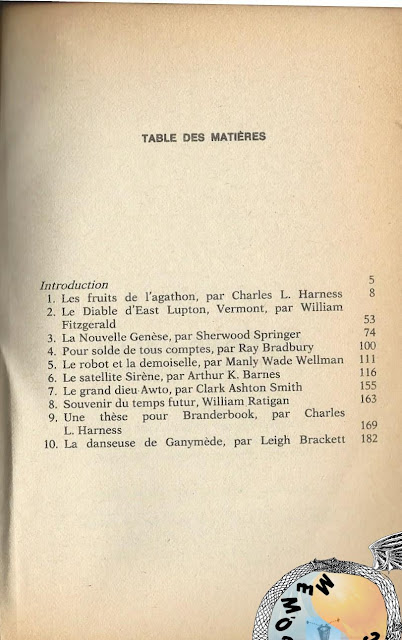 TABLE DES MATIÈRES
Introduction 5
1. Les fruits de l'agathon, par Charles L. Harness 8
2. Le Diable d'East Lupton, Vermont, par William
Fitzgerald 53
3. La Nouvelle Genèse, par Sherwood Springer 74
4. Pour solde de tous comptes, par Ray Bradbury 100
5. Le robot et la demoiselle, par Manly Wade Wellman 111
6. Le satellite Sirène, par Arthur K. Barnes 116
7. Le grand dieu Awto, par Clark Ashton Smith 155
8. Souvenir du temps futur, William Ratigan 163
9. Une thèse pour Branderbook, par Charles
L. Harness 169
10. La danseuse de Ganymède, par Leigh Brackett 182